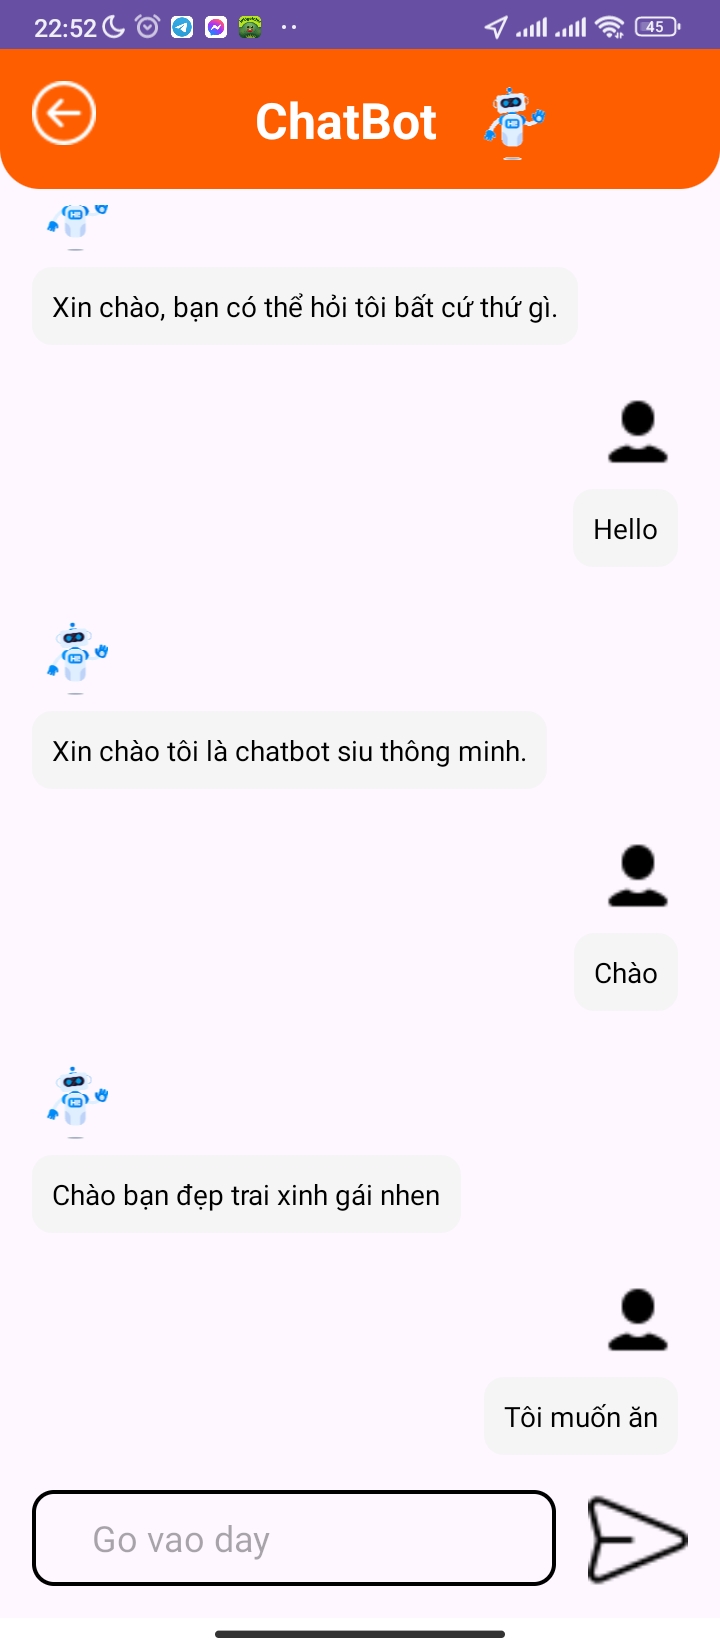 22:52
45
ChatBot
Xin chào, bạn có thể hỏi tôi bất cứ thứ gì.
Hello
Xin chào tôi là chatbot siu thông minh.
Chào
Chào bạn đẹp trai xinh gái nhen
Tôi muốn ăn
Go vao day